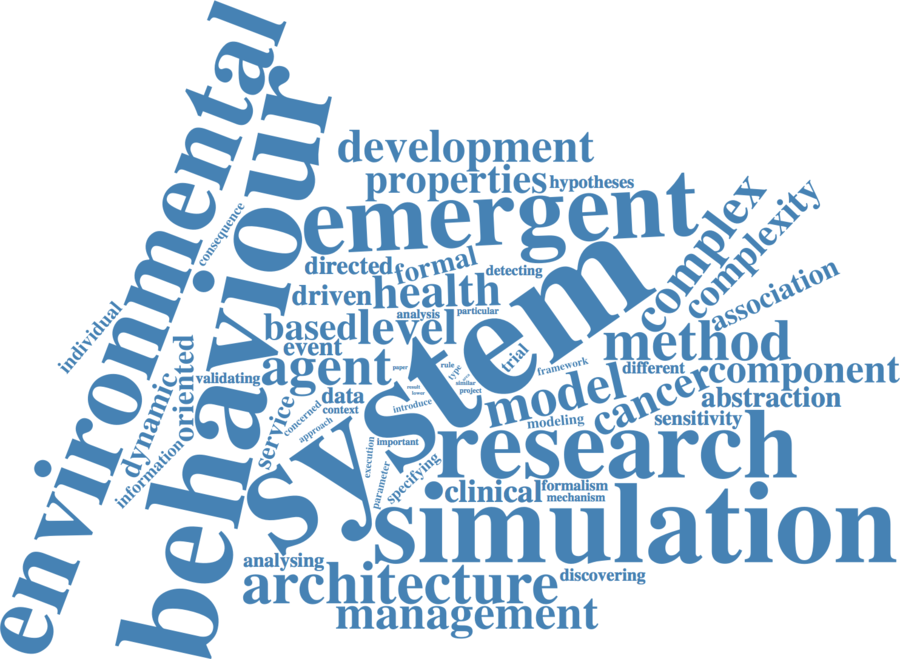 environmental
behaviour
development
properties
hypotheses
emergent
complex
complexity
consequence
directed
formal
detecting
system
association
driven
health
individual
analysis
particular
based
level
method
event
trial
framework
oriented
validating
agent
paper
rule
type
new
similar
project
result
lower
different
component
dynamic
data
context
introduce
model
cancer
abstraction
modeling
sensitivity
service
concerned
approach
important
research
information
execution
parameter
specifying
clinical
formalism
mechanism
simulation
analysing
architecture
discovering
management